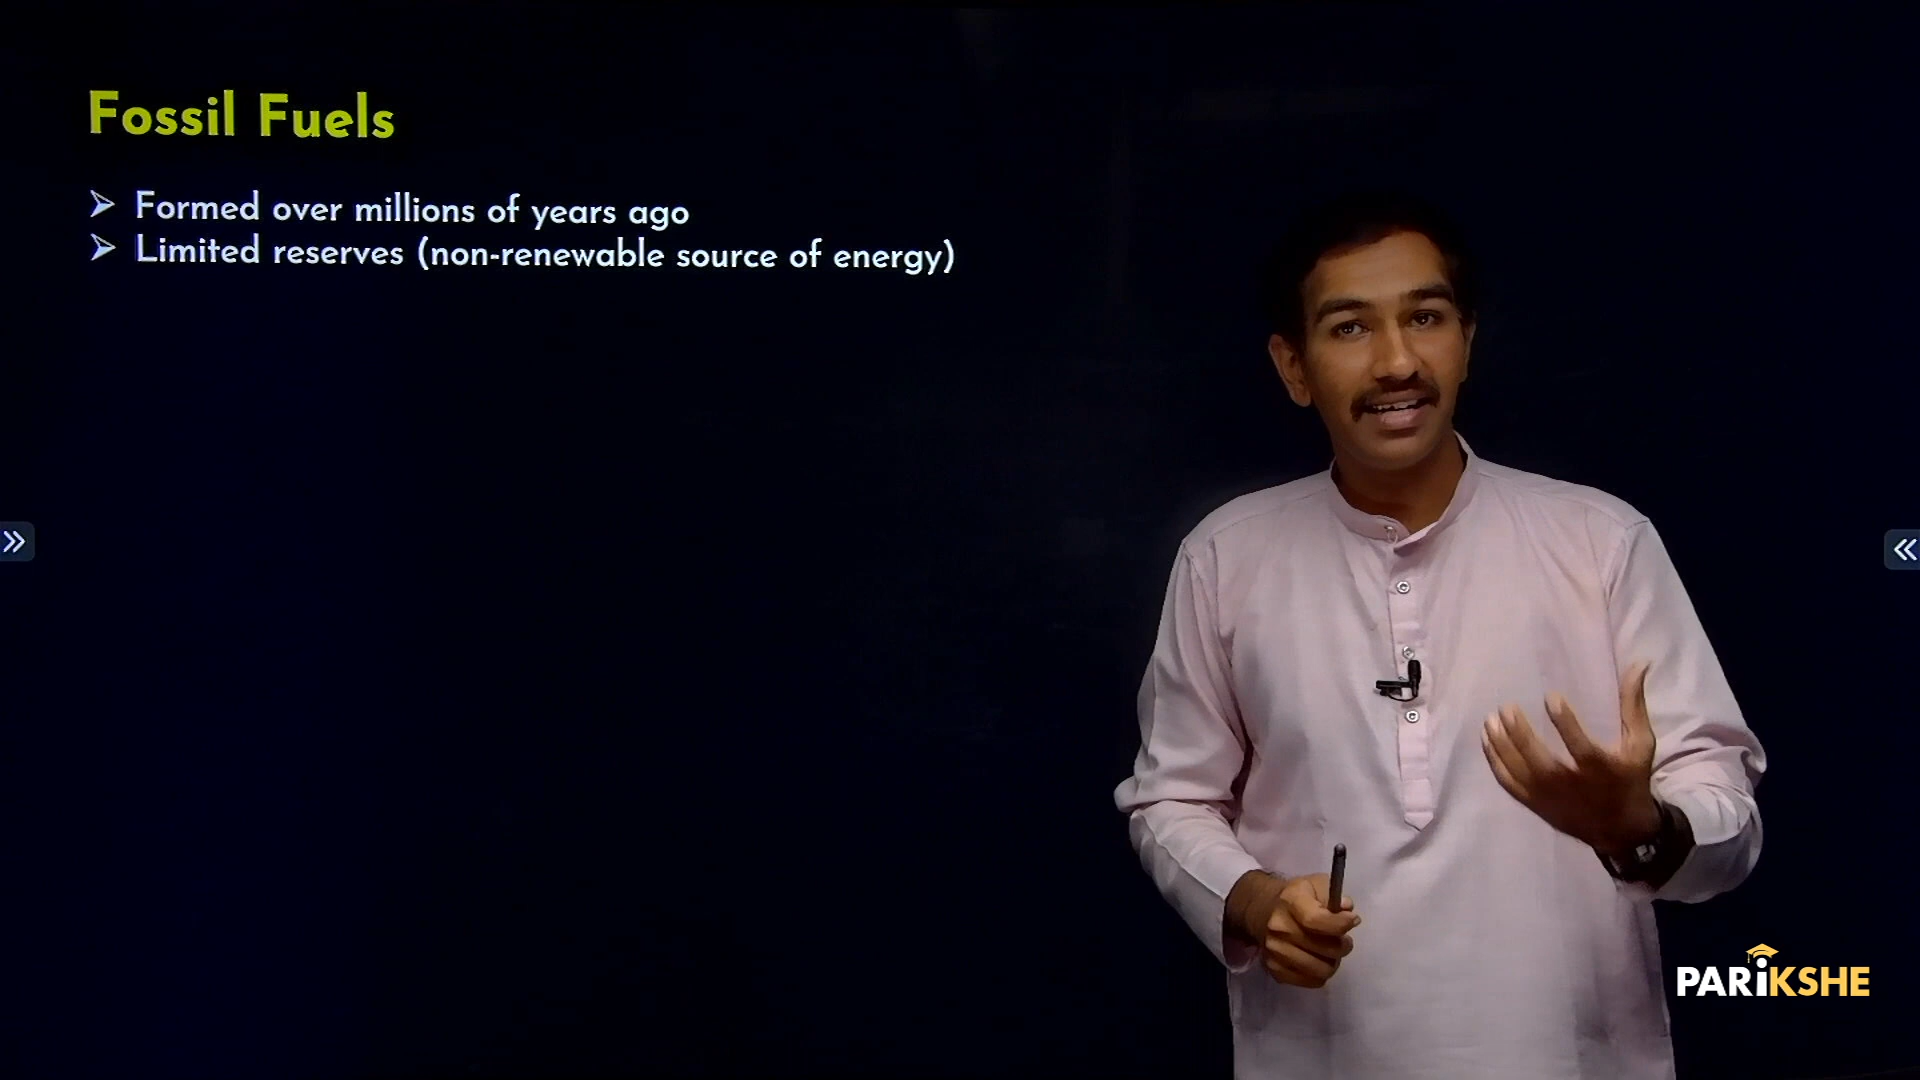 Fossil Fuels
➢ Formed over millions of years ago
➢ Limited reserves (non-renewable source of energy)
PARiKSHE